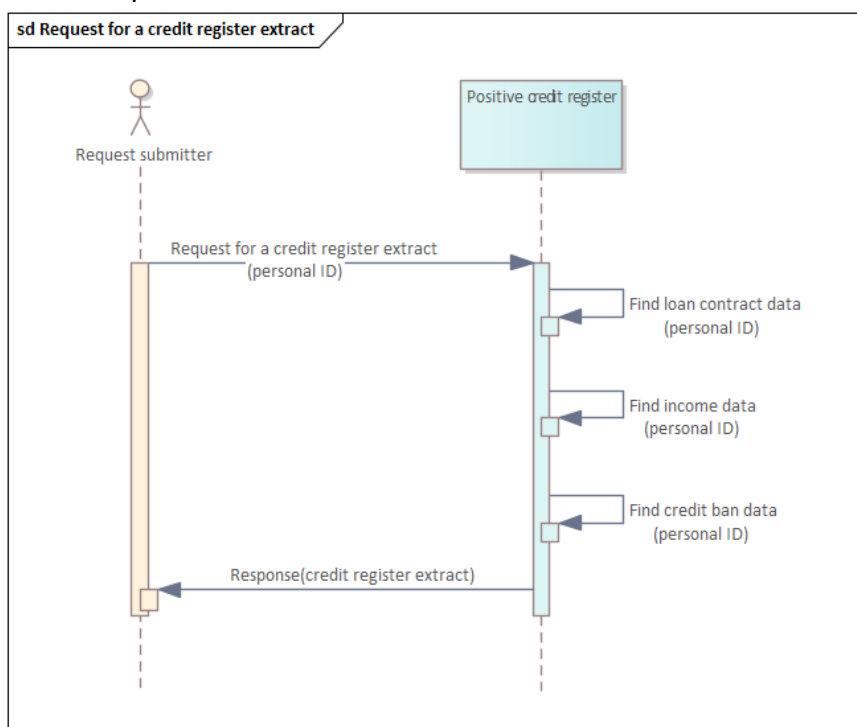 sd Request for a credit register extract
Request submitter
Positive credit register
Request for a credit register extract
(personal ID)
Find loan contract data
(personal ID)
Find income data
(personal ID)
Find credit ban data
(personal ID)
Response(credit register extract)